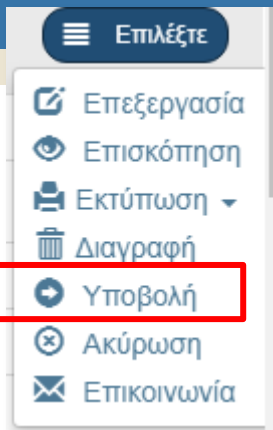 Επιλέξτε
Επεξεργασία
Επισκόπηση
Εκτύπωση
Διαγραφή
Υποβολή
Ακύρωση
Επικοινωνία